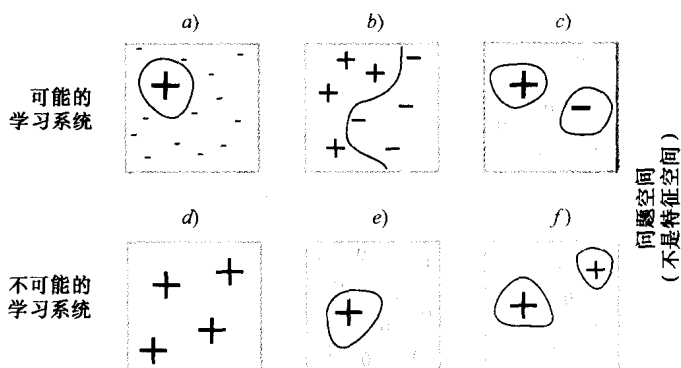 a)
b)
c)
可能的
学习系统
d)
e)
f)
不可能的
学习系统
问题空间
(不是特征空间)